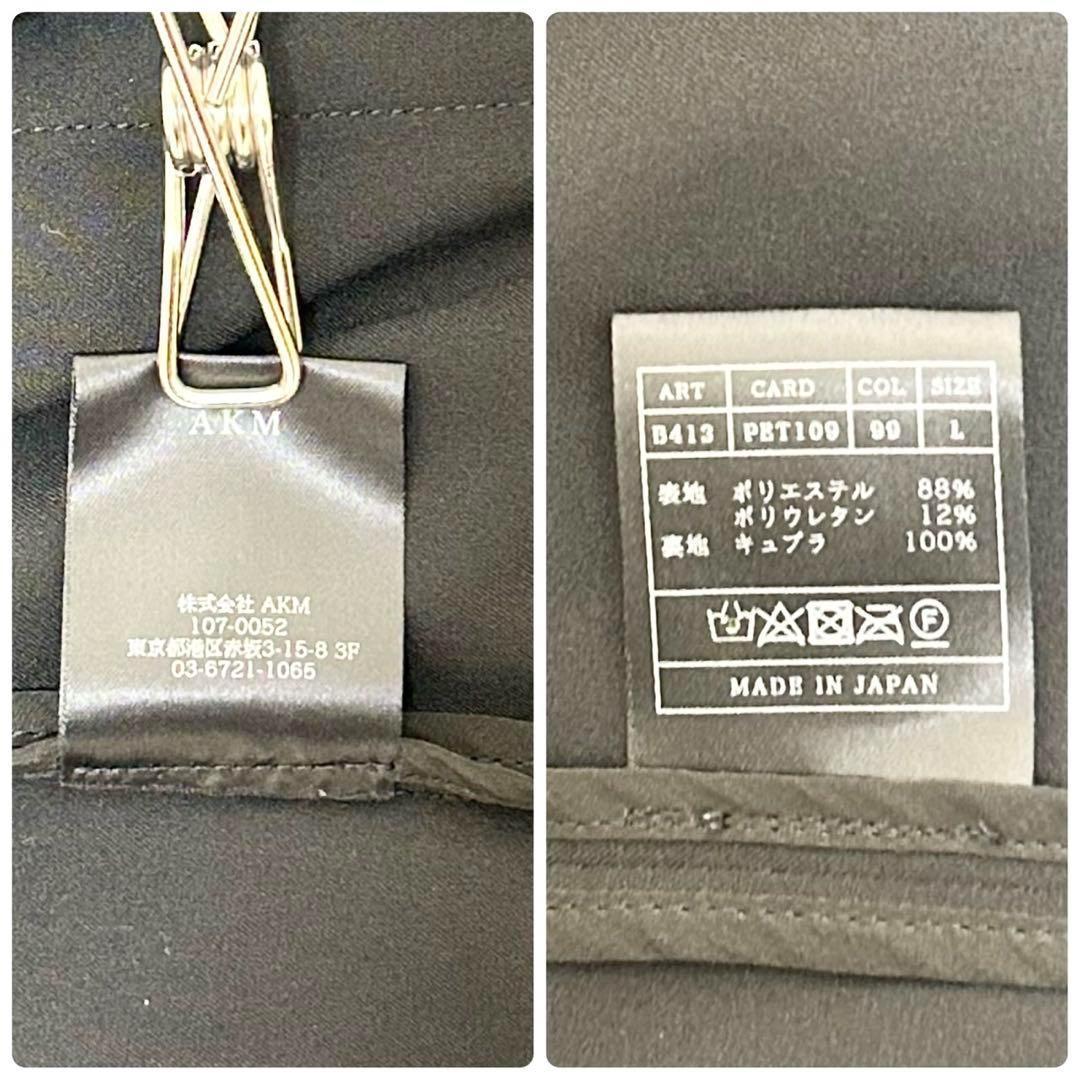 AKM
株式会社 AKM
107-0052
東京都港区赤坂3-15-8 3F
03-6721-1065
ART CARD COL SIZE
B413 PET109 99 L
表地 ポリエステル 88%
ポリウレタン 12%
裏地 キュプラ 100%
F
MADE IN JAPAN